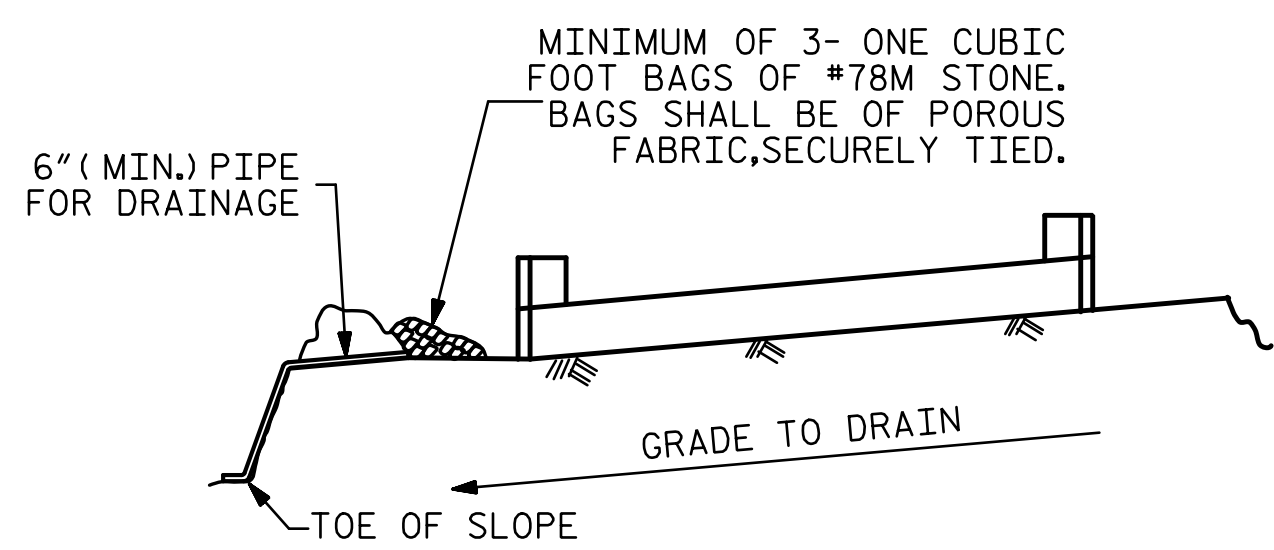 MINIMUM OF 3- ONE CUBIC
FOOT BAGS OF #78M STONE.
BAGS SHALL BE OF POROUS
FABRIC,SECURELY TIED.
6"(MIN.) PIPE
FOR DRAINAGE
GRADE TO DRAIN
TOE OF SLOPE